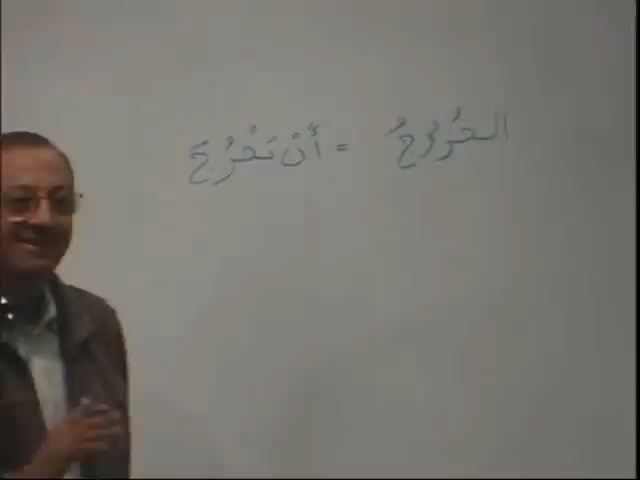 الخُرُوجُ = أَنْ تَخْرُجَ